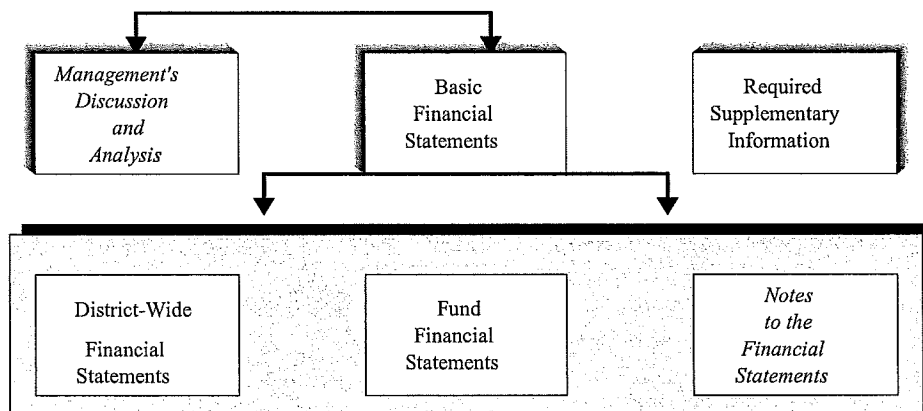 Management's
Discussion
and
Analysis
Basic
Financial
Statements
Required
Supplementary
Information
District-Wide
Financial
Statements
Fund
Financial
Statements
Notes
to the
Financial
Statements